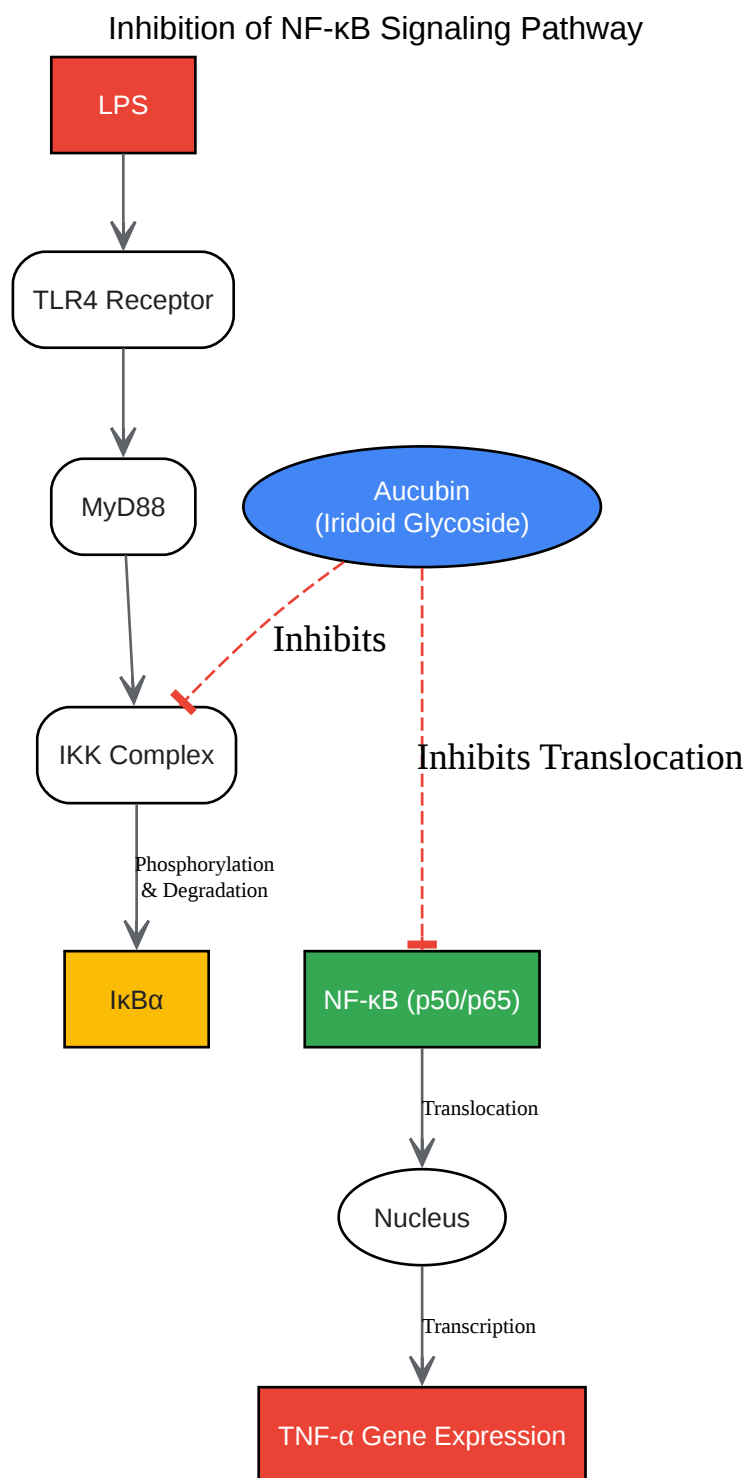 Inhibition of NF-κB Signaling Pathway
LPS
TLR4 Receptor
MyD88
Aucubin
(Iridoid Glycoside)
Inhibits
IKK Complex
Inhibits Translocation
Phosphorylation
& Degradation
IκBα
NF-κB (p50/p65)
Translocation
Nucleus
Transcription
TNF-α Gene Expression